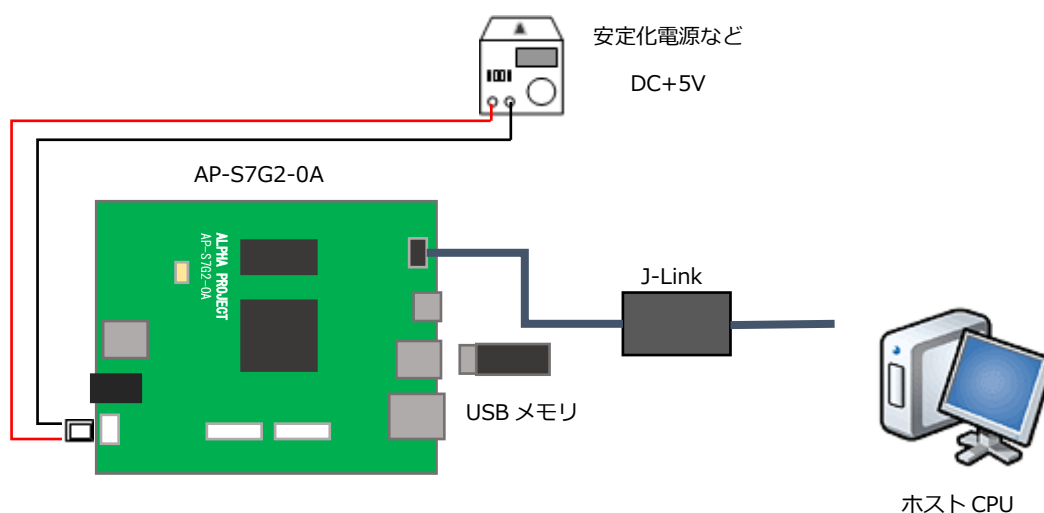 安定化電源など
DC+5V
AP-S7G2-0A
ALPHA PROJECT
AP-S7G2-0A
J-Link
USB メモリ
ホスト CPU